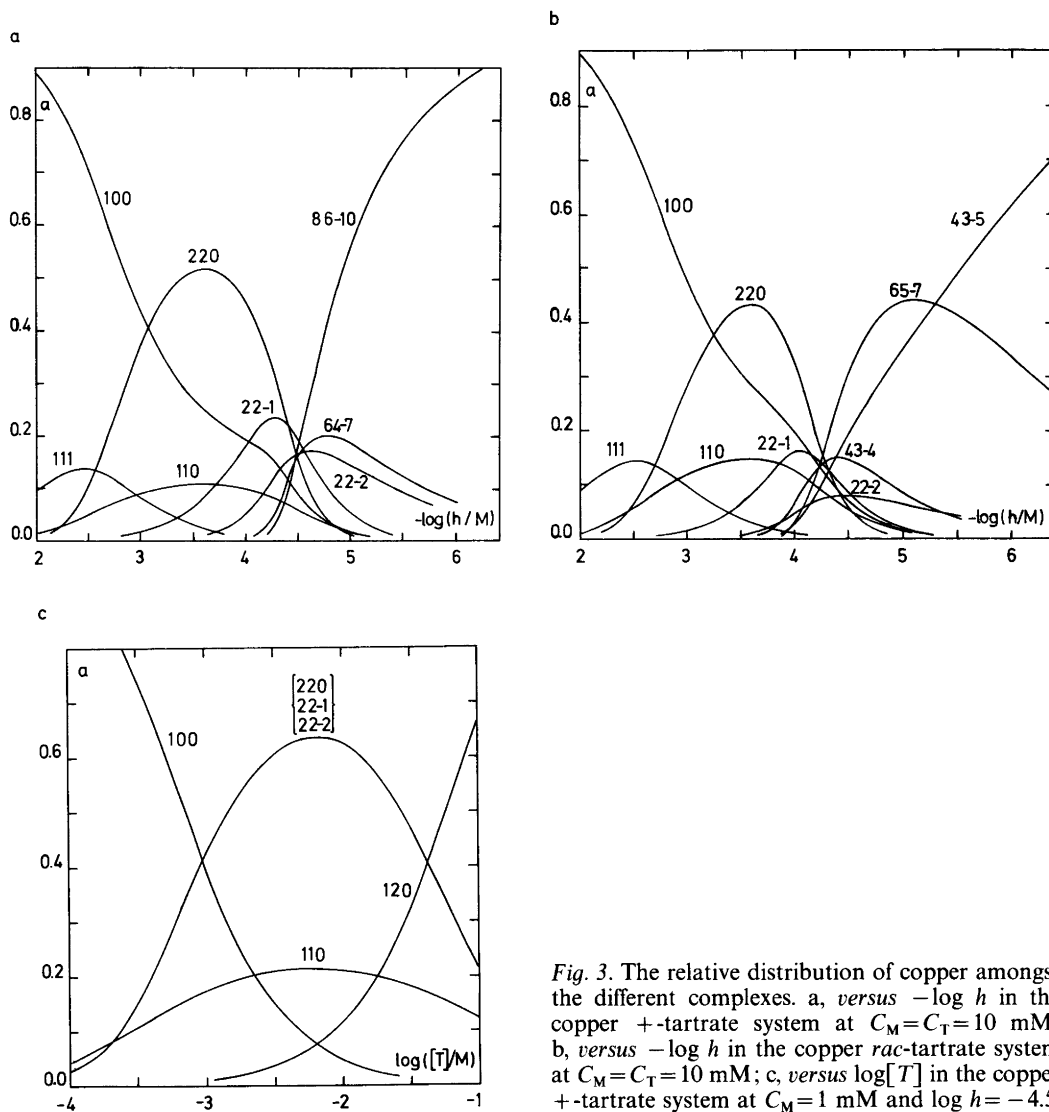 a
a
0.8
100
0.6
86-10
220
0.4
22-1
64-7
0.2
111
110
22-2
-log(h/M)
0.0
2 3 4 5 6
b
a
0.8
100
0.6
43-5
220
65-7
0.4
22-1
43-4
0.2
111
110
22-2
-log(h/M)
0.0
2 3 4 5 6
c
a
220
22-1
22-2
100
0.6
0.4
120
110
0.2
log([T]/M)
0.0
-4 -3 -2 -1
Fig. 3. The relative distribution of copper amongs
the different complexes. a, versus −log h in th
copper +-tartrate system at C_M=C_T=10 mM
b, versus −log h in the copper rac-tartrate system
at C_M=C_T=10 mM; c, versus log[T] in the coppe
+-tartrate system at C_M=1 mM and log h=−4.5